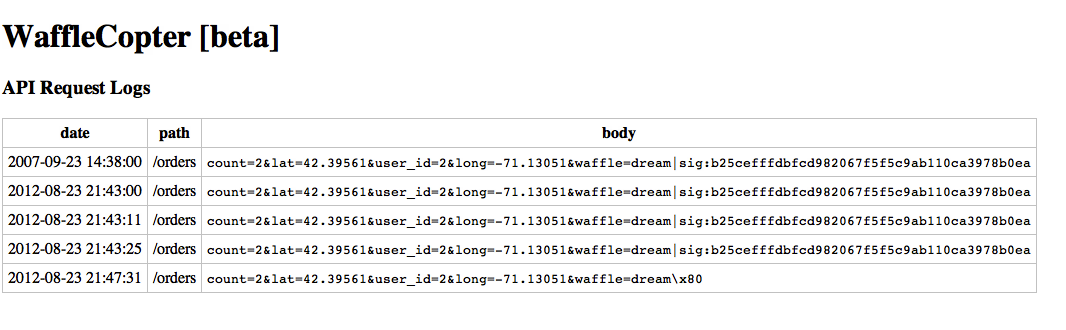 WaffleCopter [beta]
API Request Logs
date path body
2007-09-23 14:38:00 /orders count=2&lat=42.39561&user_id=2&long=-71.13051&waffle=dream|sig:b25cefffdbfcd982067f5f5c9ab110ca3978b0ea
2012-08-23 21:43:00 /orders count=2&lat=42.39561&user_id=2&long=-71.13051&waffle=dream|sig:b25cefffdbfcd982067f5f5c9ab110ca3978b0ea
2012-08-23 21:43:11 /orders count=2&lat=42.39561&user_id=2&long=-71.13051&waffle=dream|sig:b25cefffdbfcd982067f5f5c9ab110ca3978b0ea
2012-08-23 21:43:25 /orders count=2&lat=42.39561&user_id=2&long=-71.13051&waffle=dream|sig:b25cefffdbfcd982067f5f5c9ab110ca3978b0ea
2012-08-23 21:47:31 /orders count=2&lat=42.39561&user_id=2&long=-71.13051&waffle=dream\x80